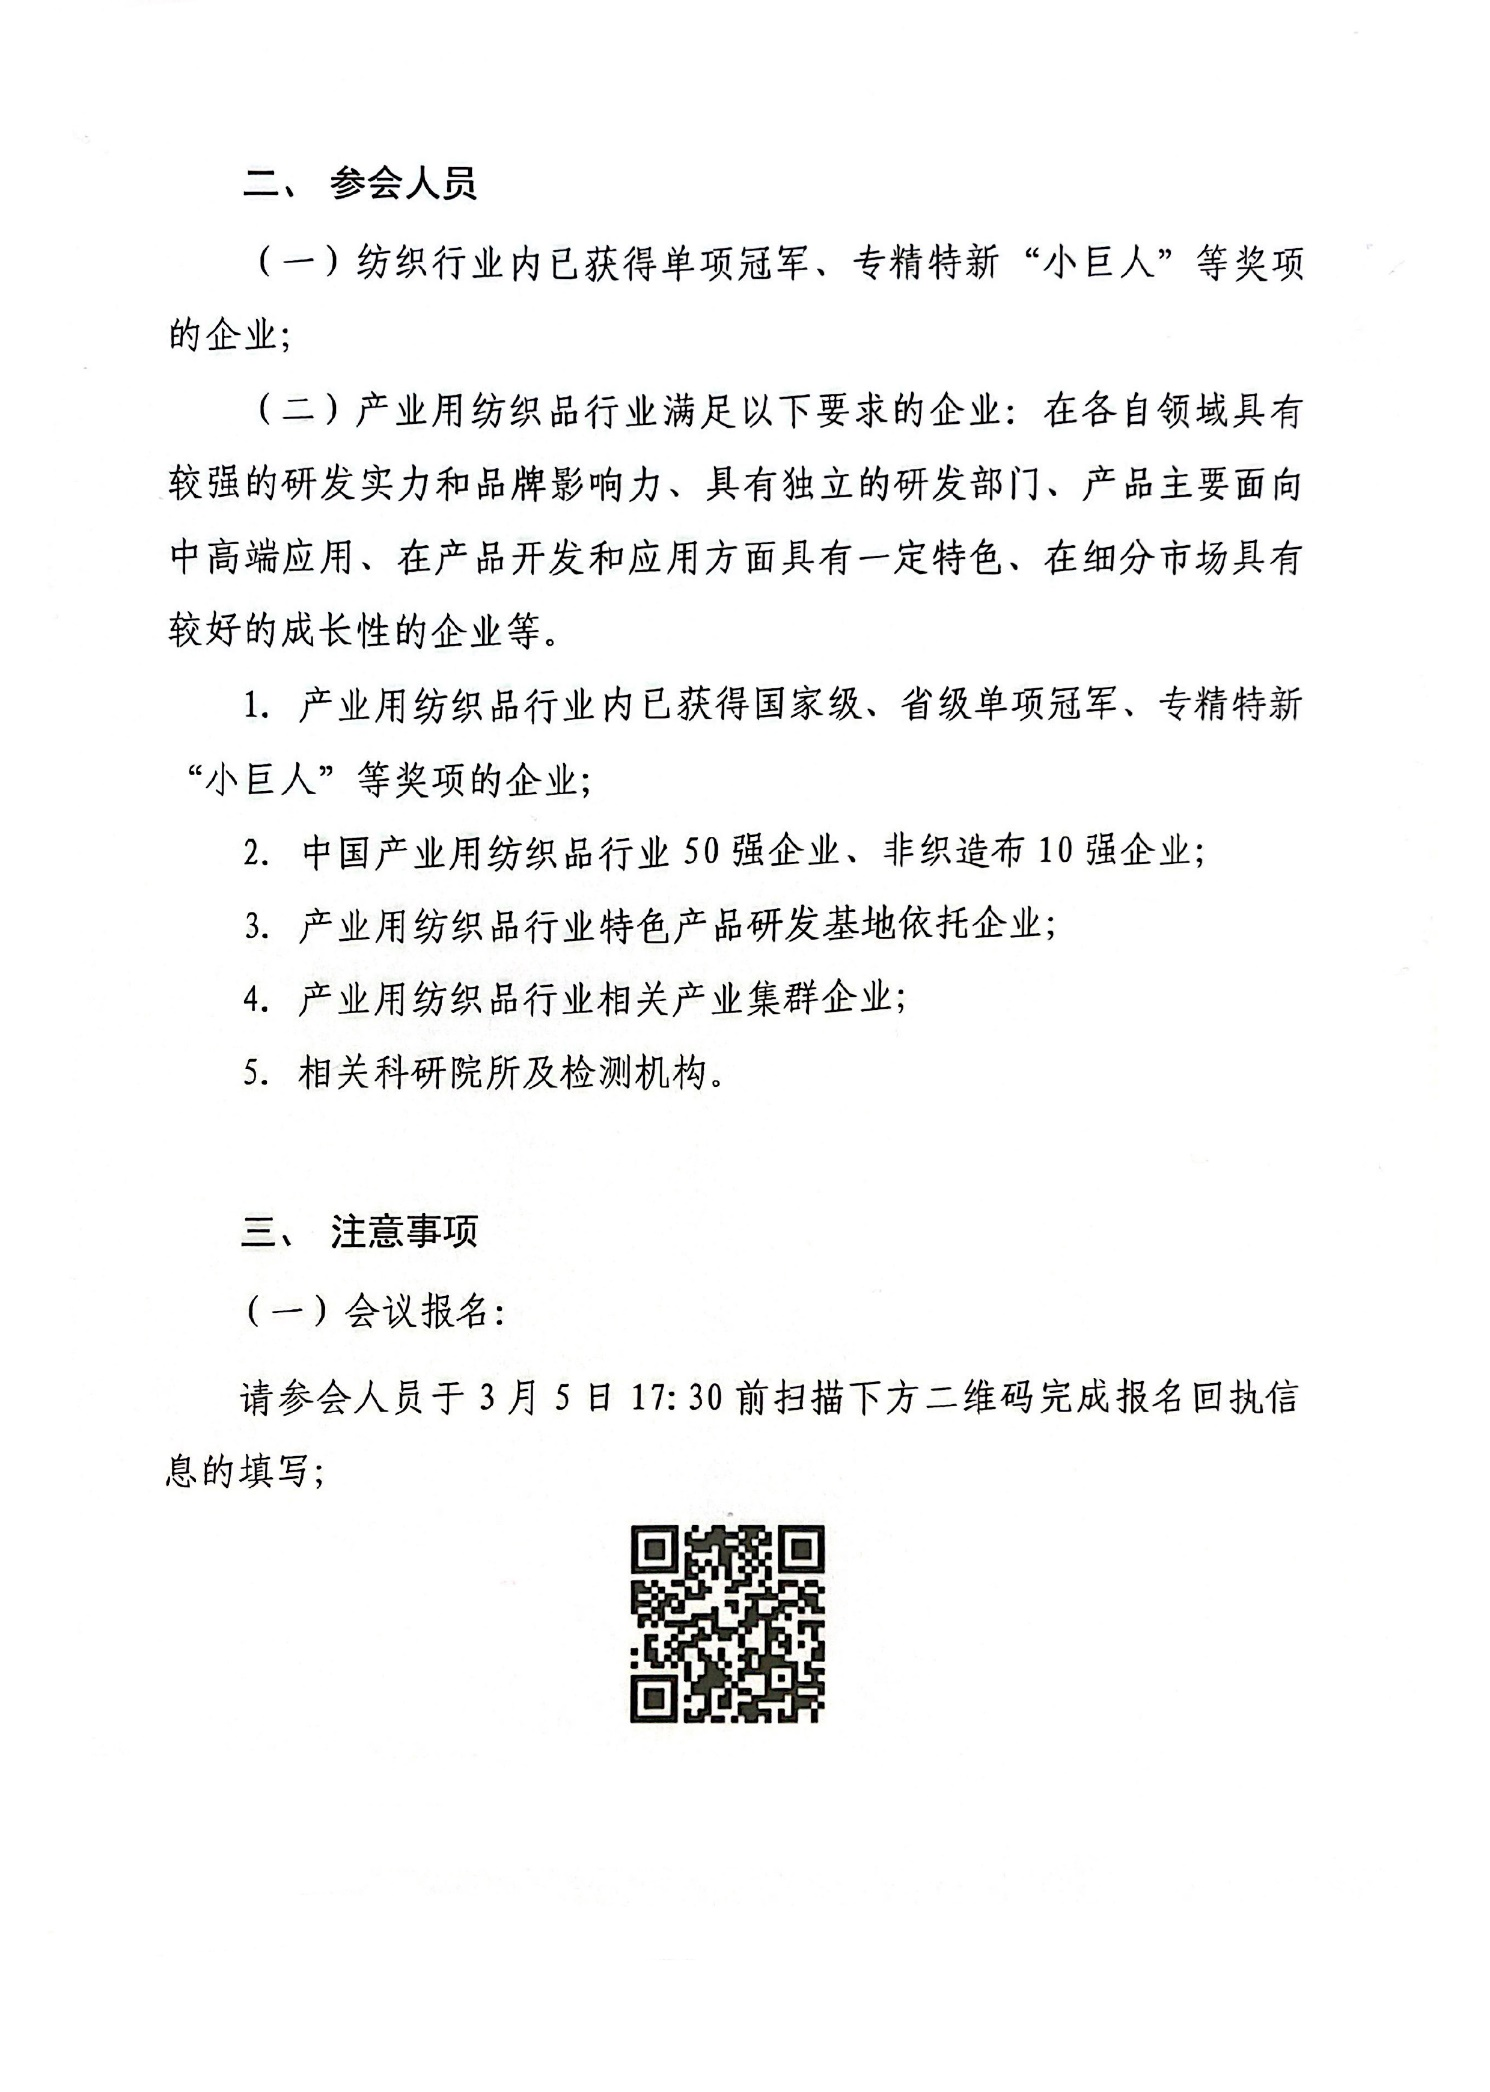 二、 参会人员
（一）纺织行业内已获得单项冠军、专精特新“小巨人”等奖项
的企业；
（二）产业用纺织品行业满足以下要求的企业：在各自领域具有
较强的研发实力和品牌影响力、具有独立的研发部门、产品主要面向
中高端应用、在产品开发和应用方面具有一定特色、在细分市场具有
较好的成长性的企业等。
1. 产业用纺织品行业内已获得国家级、省级单项冠军、专精特新
“小巨人”等奖项的企业；
2. 中国产业用纺织品行业 50 强企业、非织造布 10 强企业；
3. 产业用纺织品行业特色产品研发基地依托企业；
4. 产业用纺织品行业相关产业集群企业；
5. 相关科研院所及检测机构。
三、 注意事项
（一）会议报名：
请参会人员于 3 月 5 日 17:30 前扫描下方二维码完成报名回执信
息的填写；